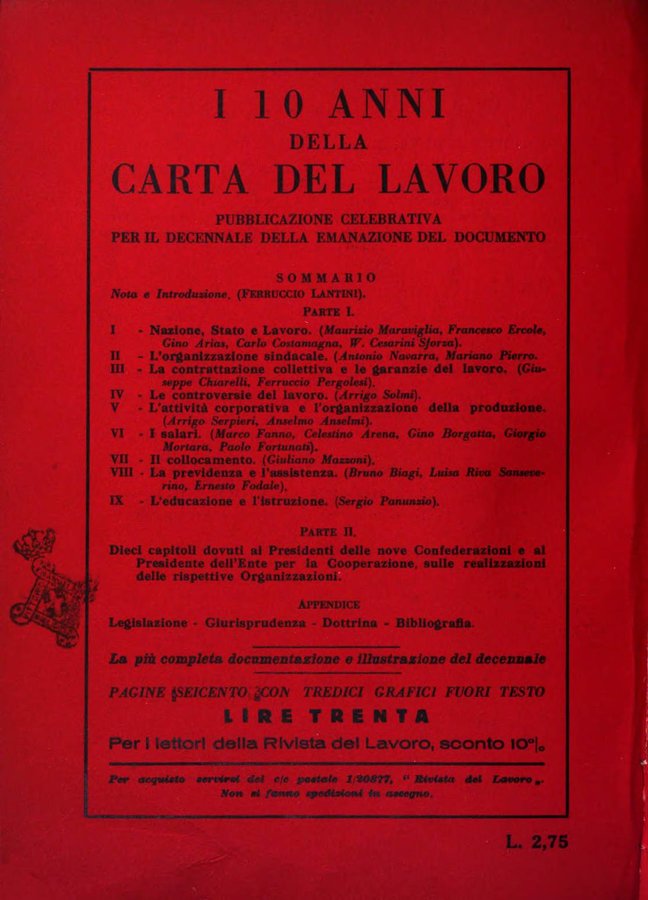 I 10 ANNI
DELLA
CARTA DEL LAVORO
PUBBLICAZIONE CELEBRATIVA
PER IL DECENNALE DELLA EMANAZIONE DEL DOCUMENTO
SOMMARIO
Nota e Introduzione. (FERRUCCIO LANTINI).
PARTE I.
I - Nazione, Stato e Lavoro. (Maurizio Maraviglia, Francesco Ercole,
Gino Arias, Carlo Costamagna, W. Cesarini Sforza).
II - L'organizzazione sindacale. (Antonio Navarra, Mariano Pierro.
III - La contrattazione collettiva e le garanzie del lavoro. (Giu-
seppe Chiarelli, Ferruccio Pergolesi).
IV - Le controversie del lavoro. (Arrigo Solmi).
V - L'attività corporativa e l'organizzazione della produzione.
(Arrigo Serpieri, Anselmo Anselmi).
VI - I salari. (Marco Fanno, Celestino Arena, Gino Borgatta, Giorgio
Mortara, Paolo Fortunati).
VII - Il collocamento. (Giuliano Mazzoni).
VIII - La previdenza e l'assistenza. (Bruno Biagi, Luisa Riva Sanseve-
rino, Ernesto Fodale).
IX - L'educazione e l'istruzione. (Sergio Panunzio).
PARTE II.
Dieci capitoli dovuti ai Presidenti delle nove Confederazioni e al
Presidente dell'Ente per la Cooperazione, sulle realizzazioni
delle rispettive Organizzazioni.
APPENDICE
Legislazione - Giurisprudenza - Dottrina - Bibliografia.
La più completa documentazione e illustrazione del decennale
PAGINE SEICENTO CON TREDICI GRAFICI FUORI TESTO
LIRE TRENTA
Per i lettori della Rivista del Lavoro, sconto 10%
Per acquisto servirsi del c/c postale 1/20877, "Rivista del Lavoro„.
Non si fanno spedizioni in assegno.
L. 2,75